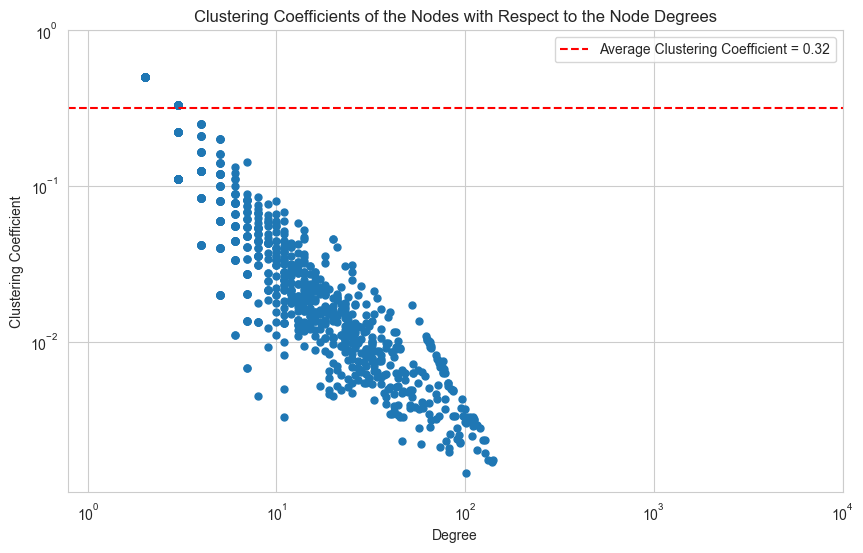 Clustering Coefficients of the Nodes with Respect to the Node Degrees
Average Clustering Coefficient = 0.32
Clustering Coefficient
10⁰
10⁻¹
10⁻²
10⁰
10¹
10²
10³
10⁴
Degree